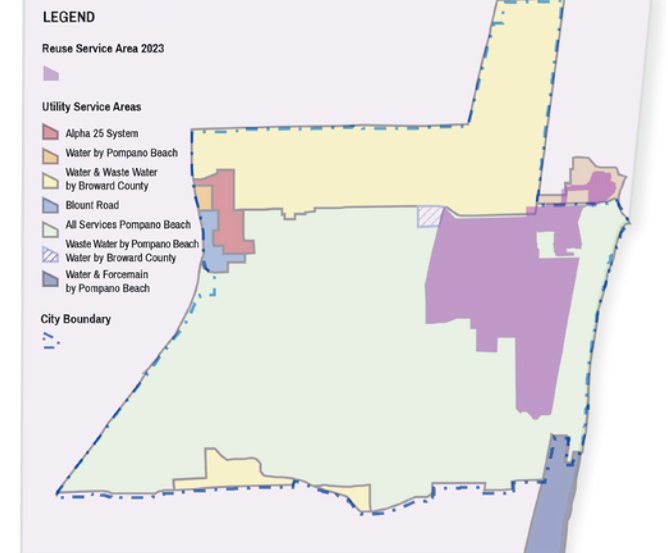 LEGEND
Reuse Service Area 2023
Utility Service Areas
Alpha 25 System
Water by Pompano Beach
Water & Waste Water
by Broward County
Blount Road
All Services Pompano Beach
Waste Water by Pompano Beach
Water by Broward County
Water & Forcemain
by Pompano Beach
City Boundary